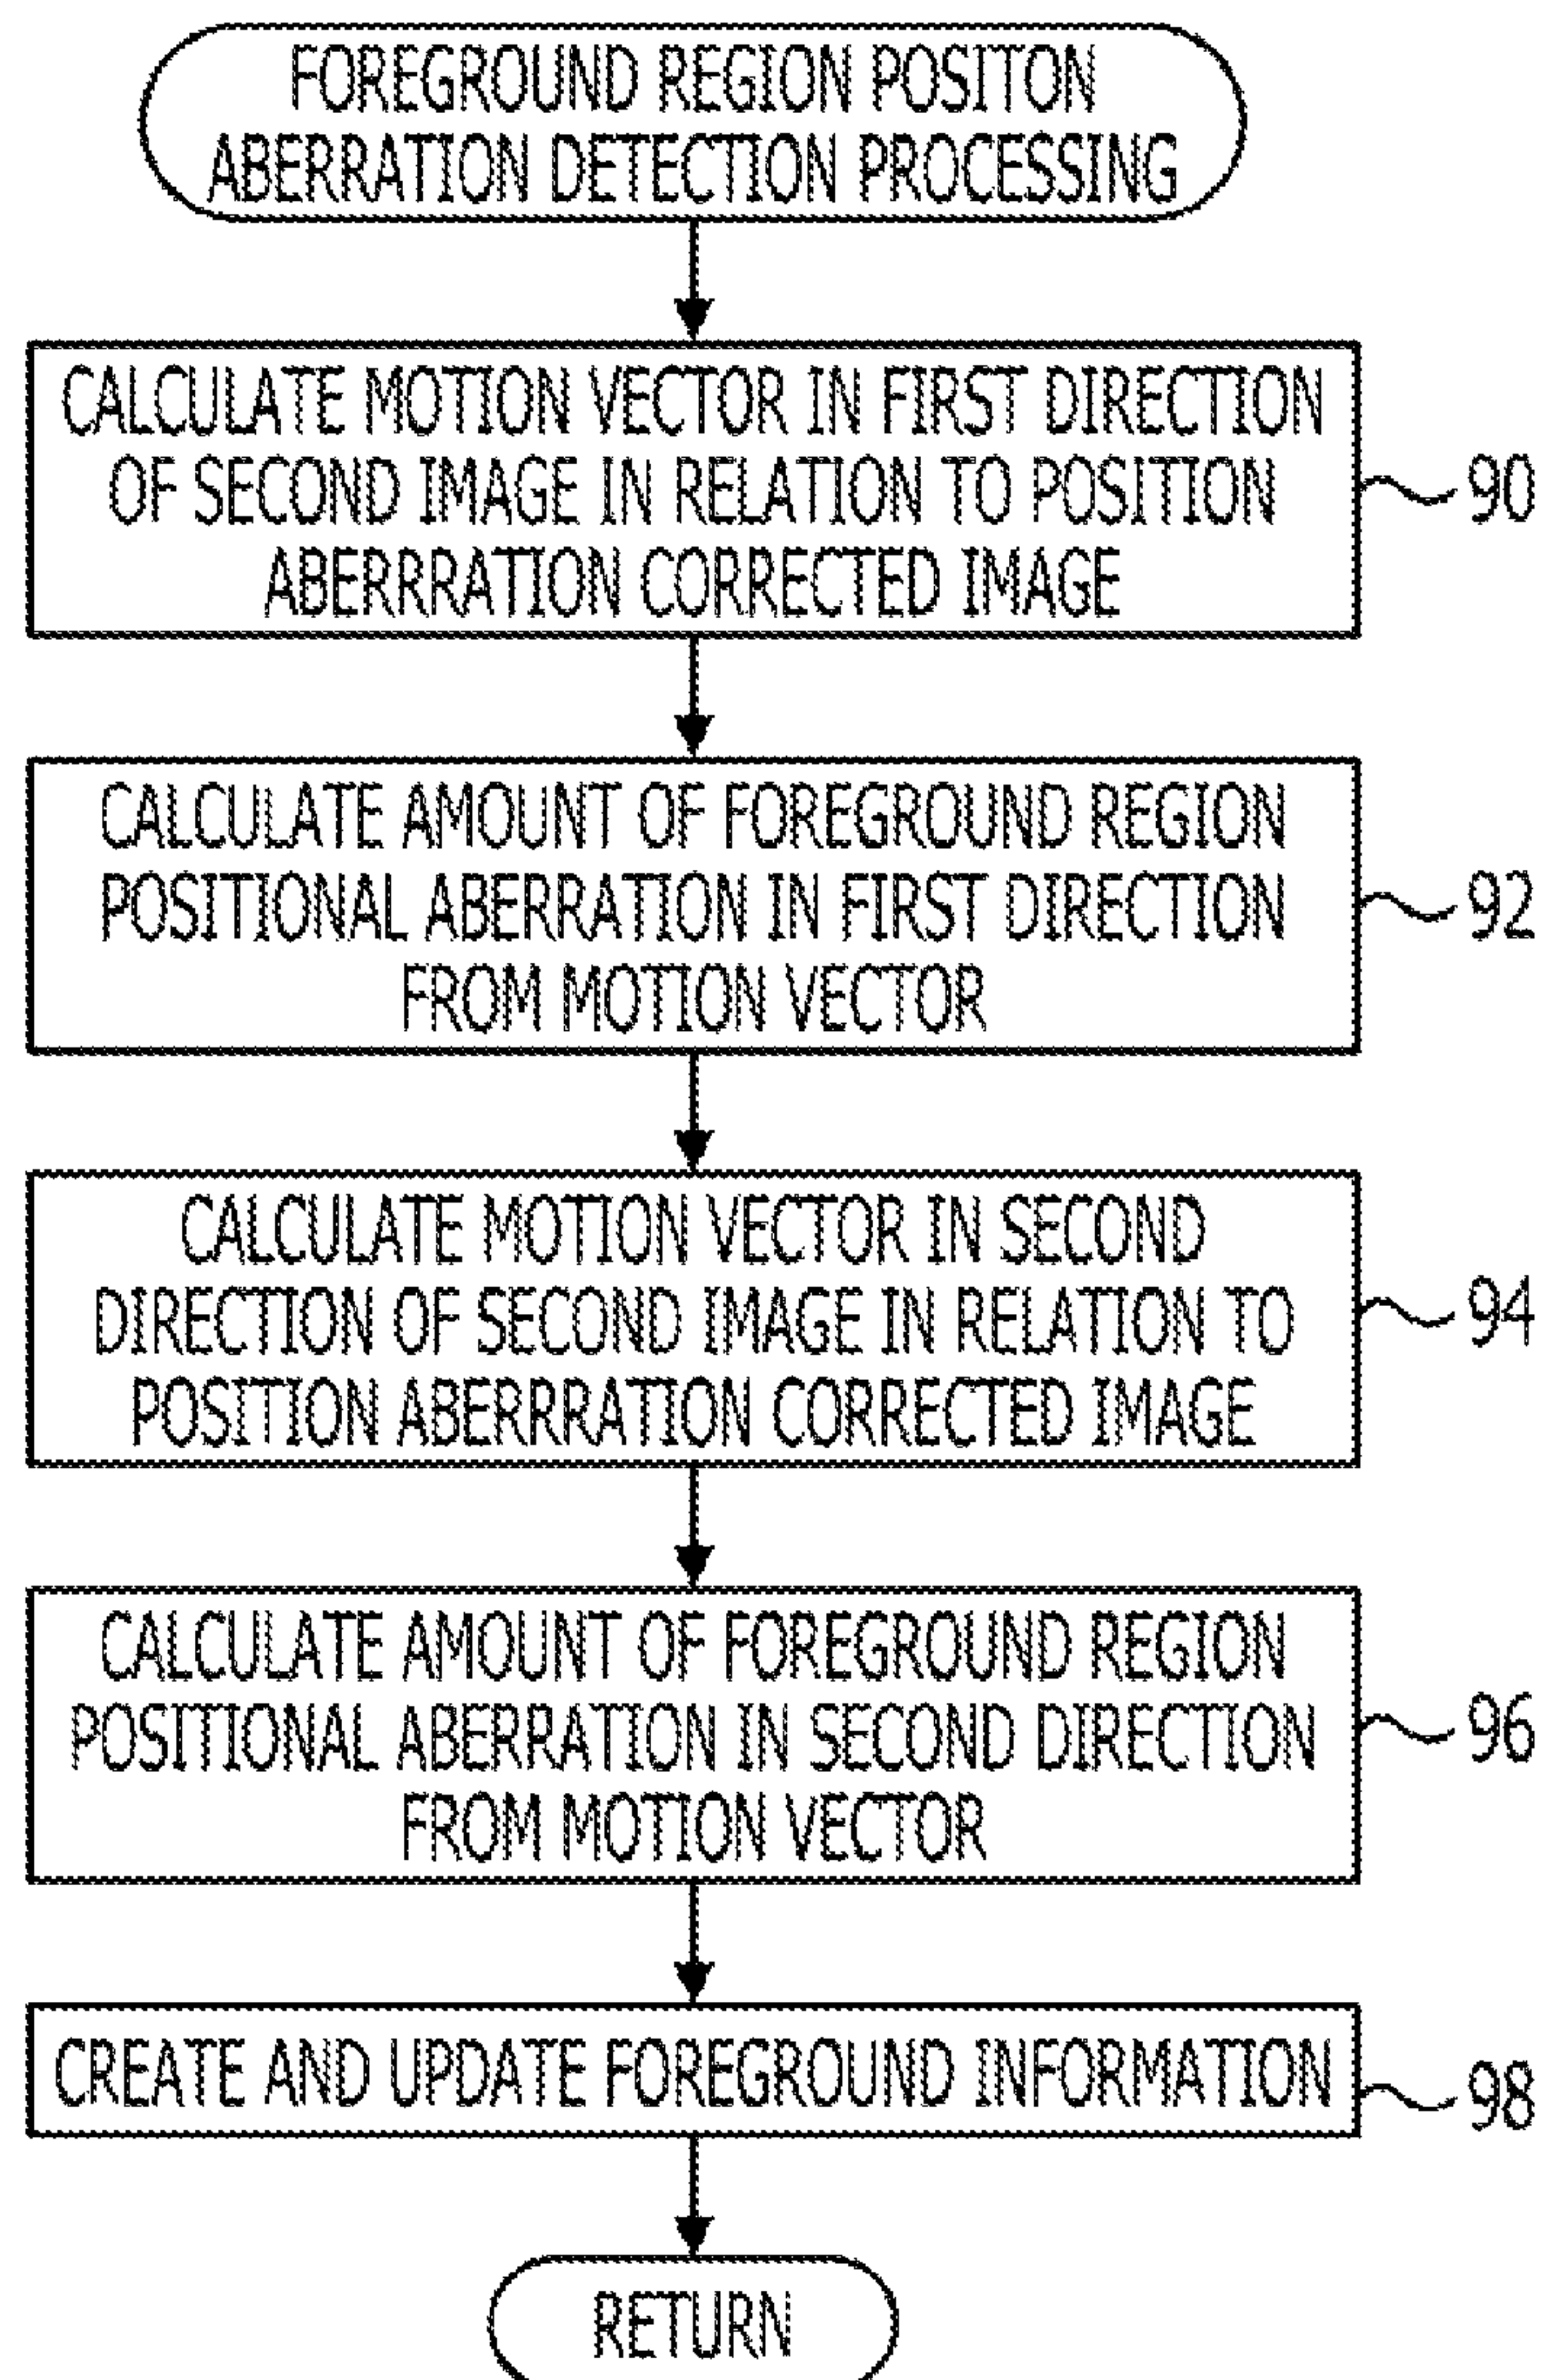 FOREGROUND REGION POSITON
ABERRATION DETECTION PROCESSING
CALCULATE MOTION VECTOR IN FIRST DIRECTION
OF SECOND IMAGE IN RELATION TO POSITION
ABERRRATION CORRECTED IMAGE
90
CALCULATE AMOUNT OF FOREGROUND REGION
POSITIONAL ABERRATION IN FIRST DIRECTION
FROM MOTION VECTOR
92
CALCULATE MOTION VECTOR IN SECOND
DIRECTION OF SECOND IMAGE IN RELATION TO
POSITION ABERRRATION CORRECTED IMAGE
94
CALCULATE AMOUNT OF FOREGROUND REGION
POSITIONAL ABERRATION IN SECOND DIRECTION
FROM MOTION VECTOR
96
CREATE AND UPDATE FOREGROUND INFORMATION
98
RETURN